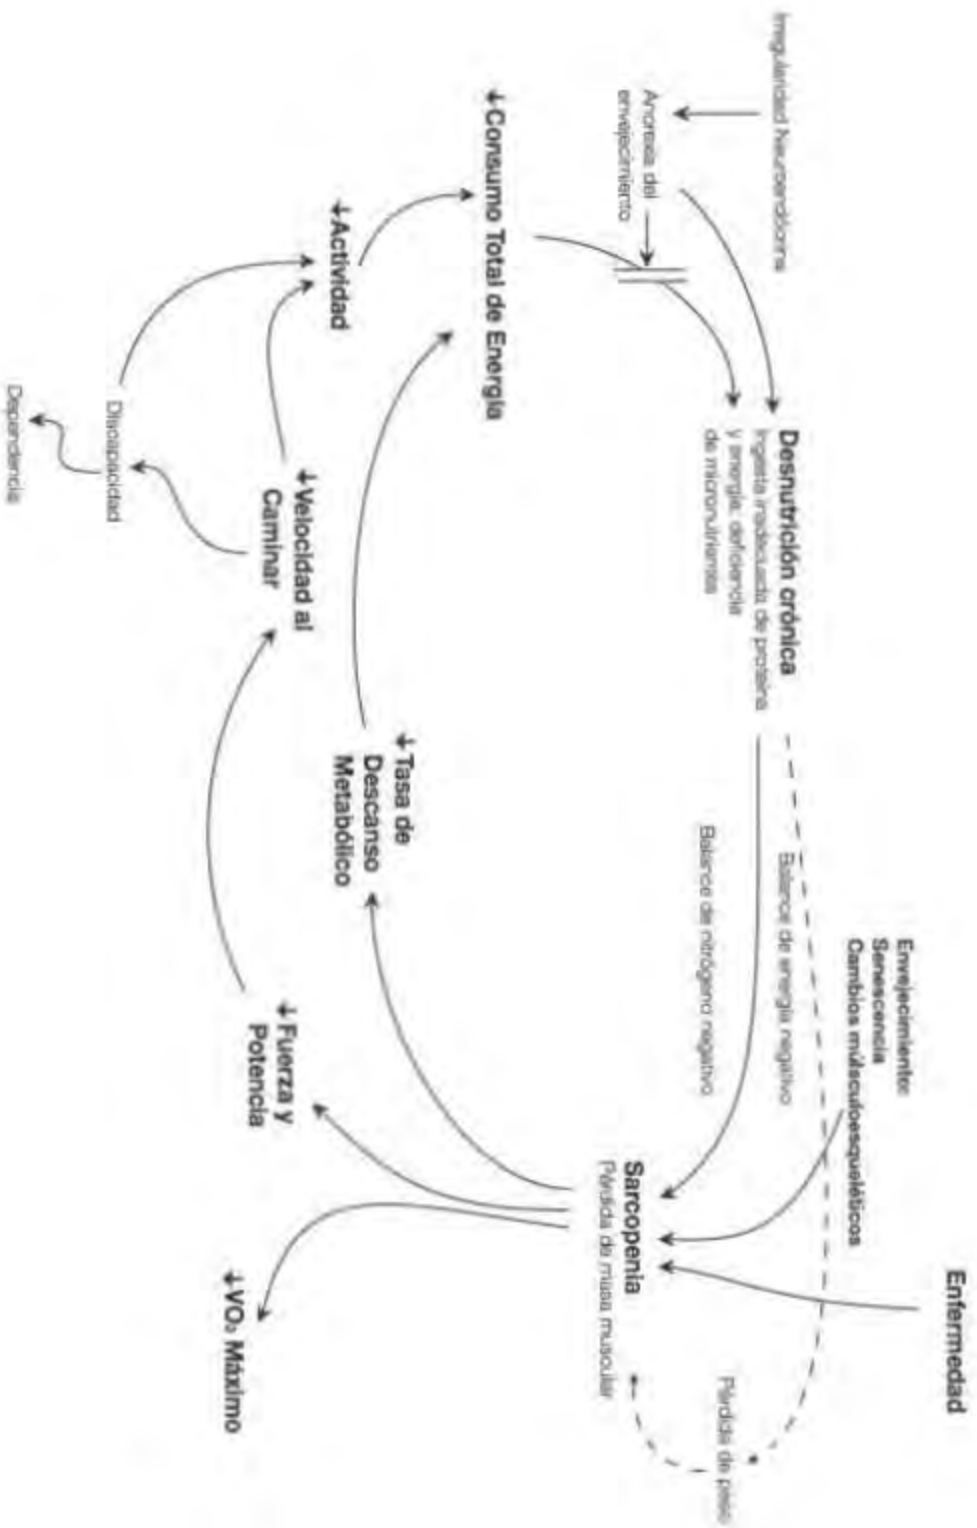 Enfermedad
Envejecimiento:
Senescencia
Cambios múlsculoesqueléticos
Irregularidad Neuroendócrina
Anorexia del
envejecimiento
Desnutrición crónica
Ingesta inadecuada de proteína
y energía, deficiencia
de micronutrientes
Balance de energía negativo
Balance de nitrógeno negativo
Pérdida de peso
Sarcopenia
Pérdida de masa muscular
↓Consumo Total de Energía
↓Tasa de
Descanso
Metabólico
↓Actividad
↓Velocidad al
Caminar
↓Fuerza y
Potencia
↓VO₂ Máximo
Discapacidad
Dependencia